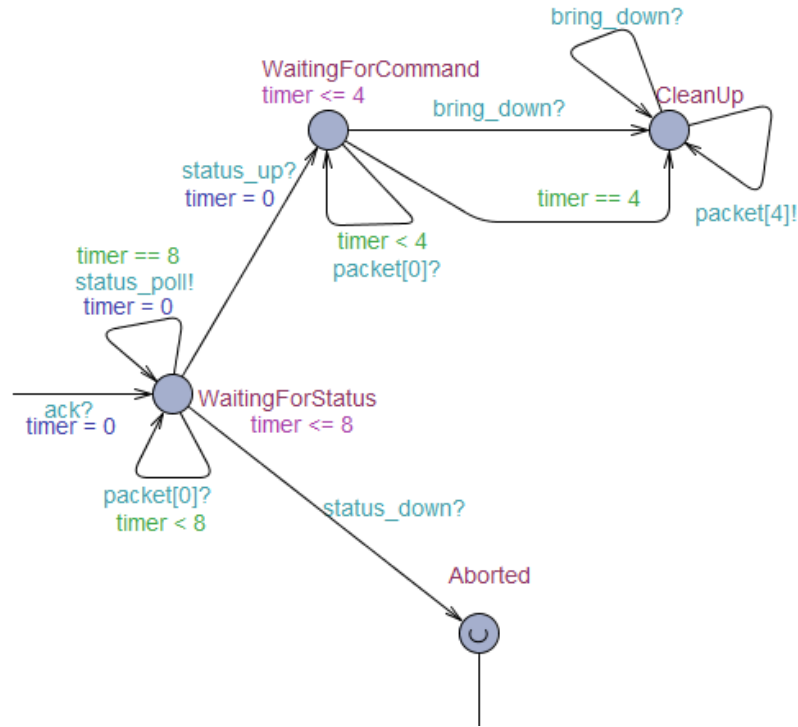 bring_down?
WaitingForCommand
timer <= 4
CleanUp
bring_down?
status_up?
timer = 0
timer == 4
packet[4]!
timer < 4
packet[0]?
timer == 8
status_poll!
timer = 0
WaitingForStatus
timer <= 8
ack?
timer = 0
packet[0]?
timer < 8
status_down?
Aborted
U